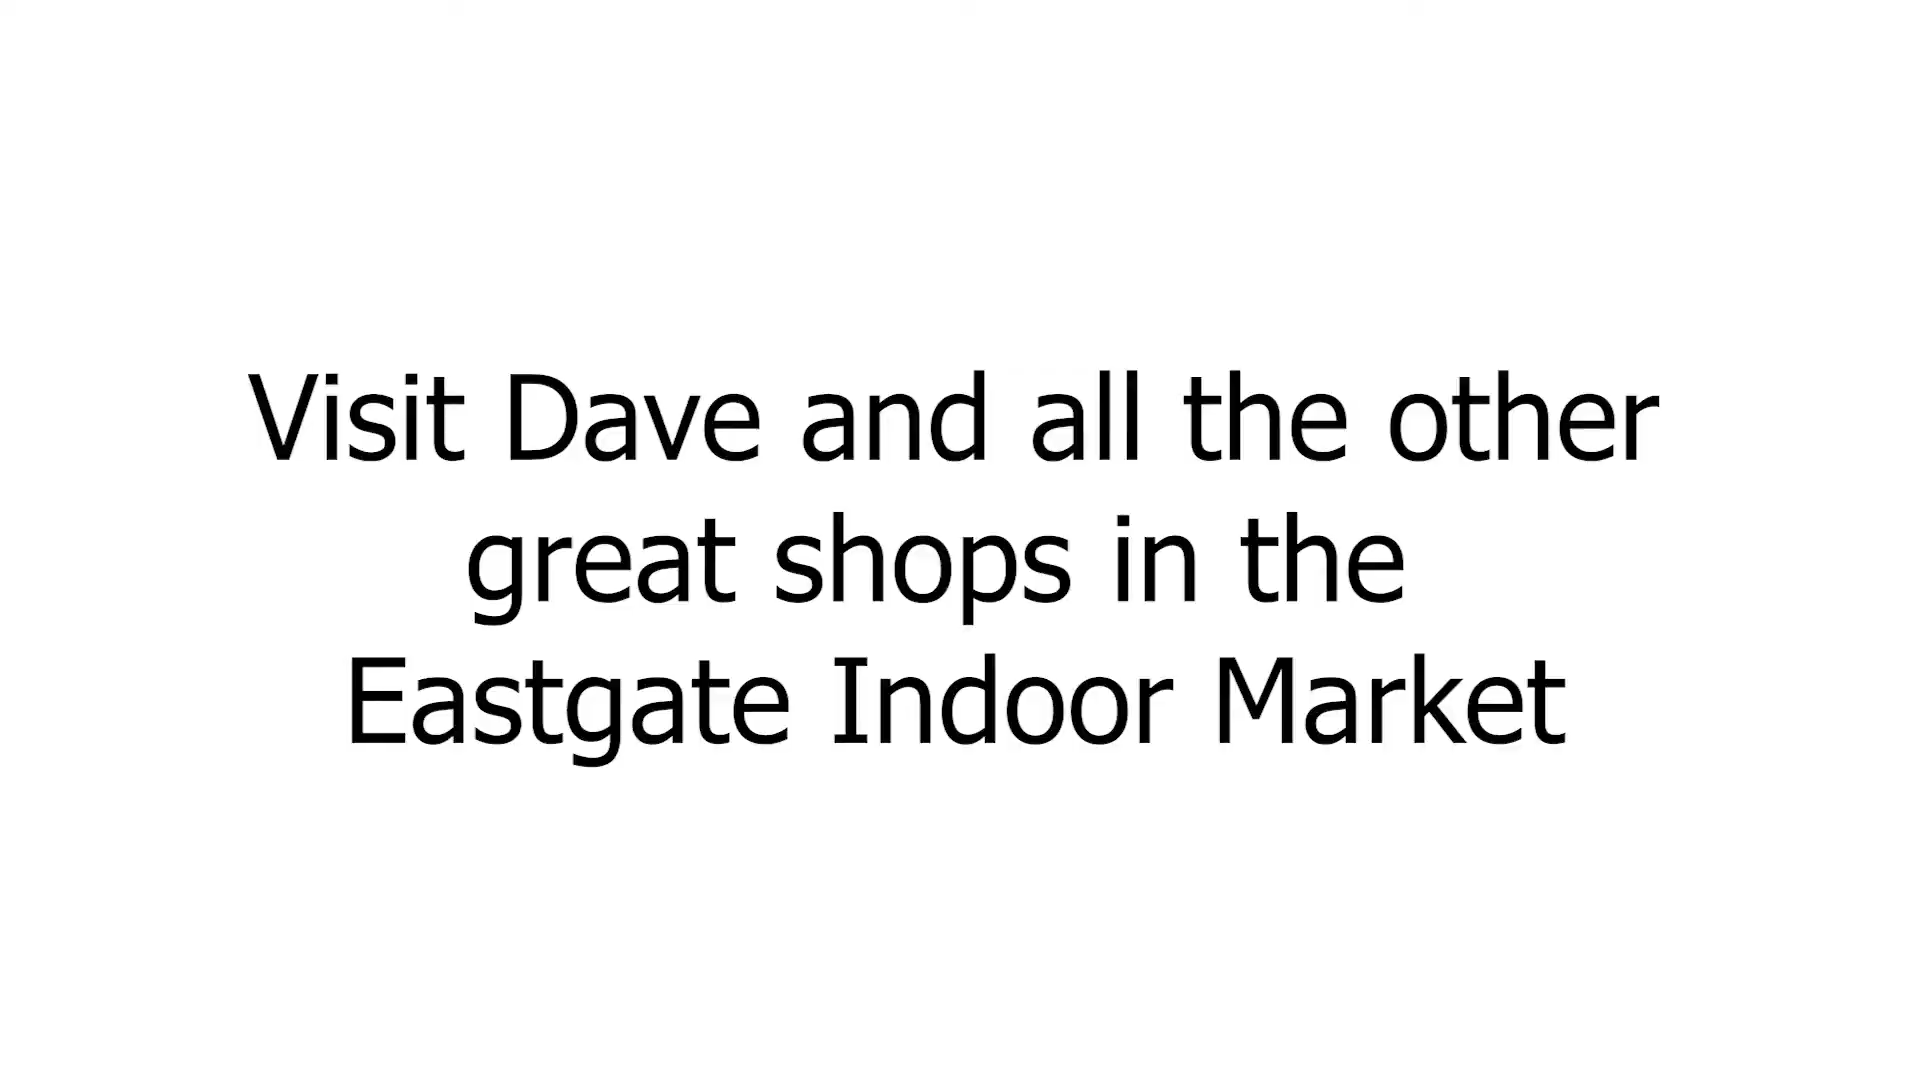 Visit Dave and all the other
great shops in the
Eastgate Indoor Market